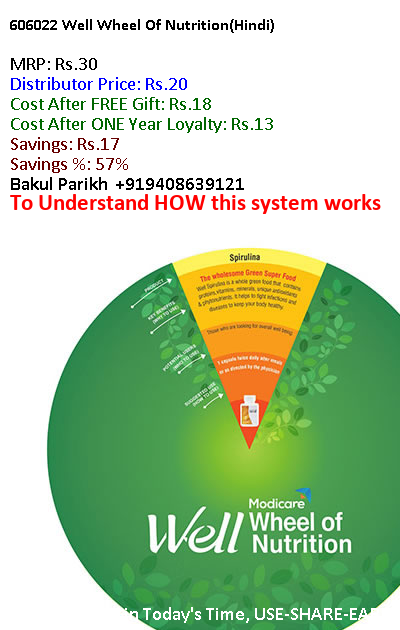 606022 Well Wheel Of Nutrition(Hindi)
MRP: Rs.30
Distributor Price: Rs.20
Cost After FREE Gift: Rs.18
Cost After ONE Year Loyalty: Rs.13
Savings: Rs.17
Savings %: 57%
Bakul Parikh +919408639121
To Understand HOW this system works
Spirulina
The wholesome Green Super Food
Well Spirulina is a whole green food that contains
proteins,vitamins, minerals, unique antioxidants
& phytonutrients. It helps to fight infections and
diseases to keep your body healthy.
Those who are looking for overall well being
1 capsule twice daily after meals
or as directed by the physician
PRODUCT
KEY BENEFITS
POTENTIAL USERS
SUGGESTED USE
(HOW TO USE)
Modicare
Well Wheel of
Nutrition
in Today's Time, USE-SHARE-EA